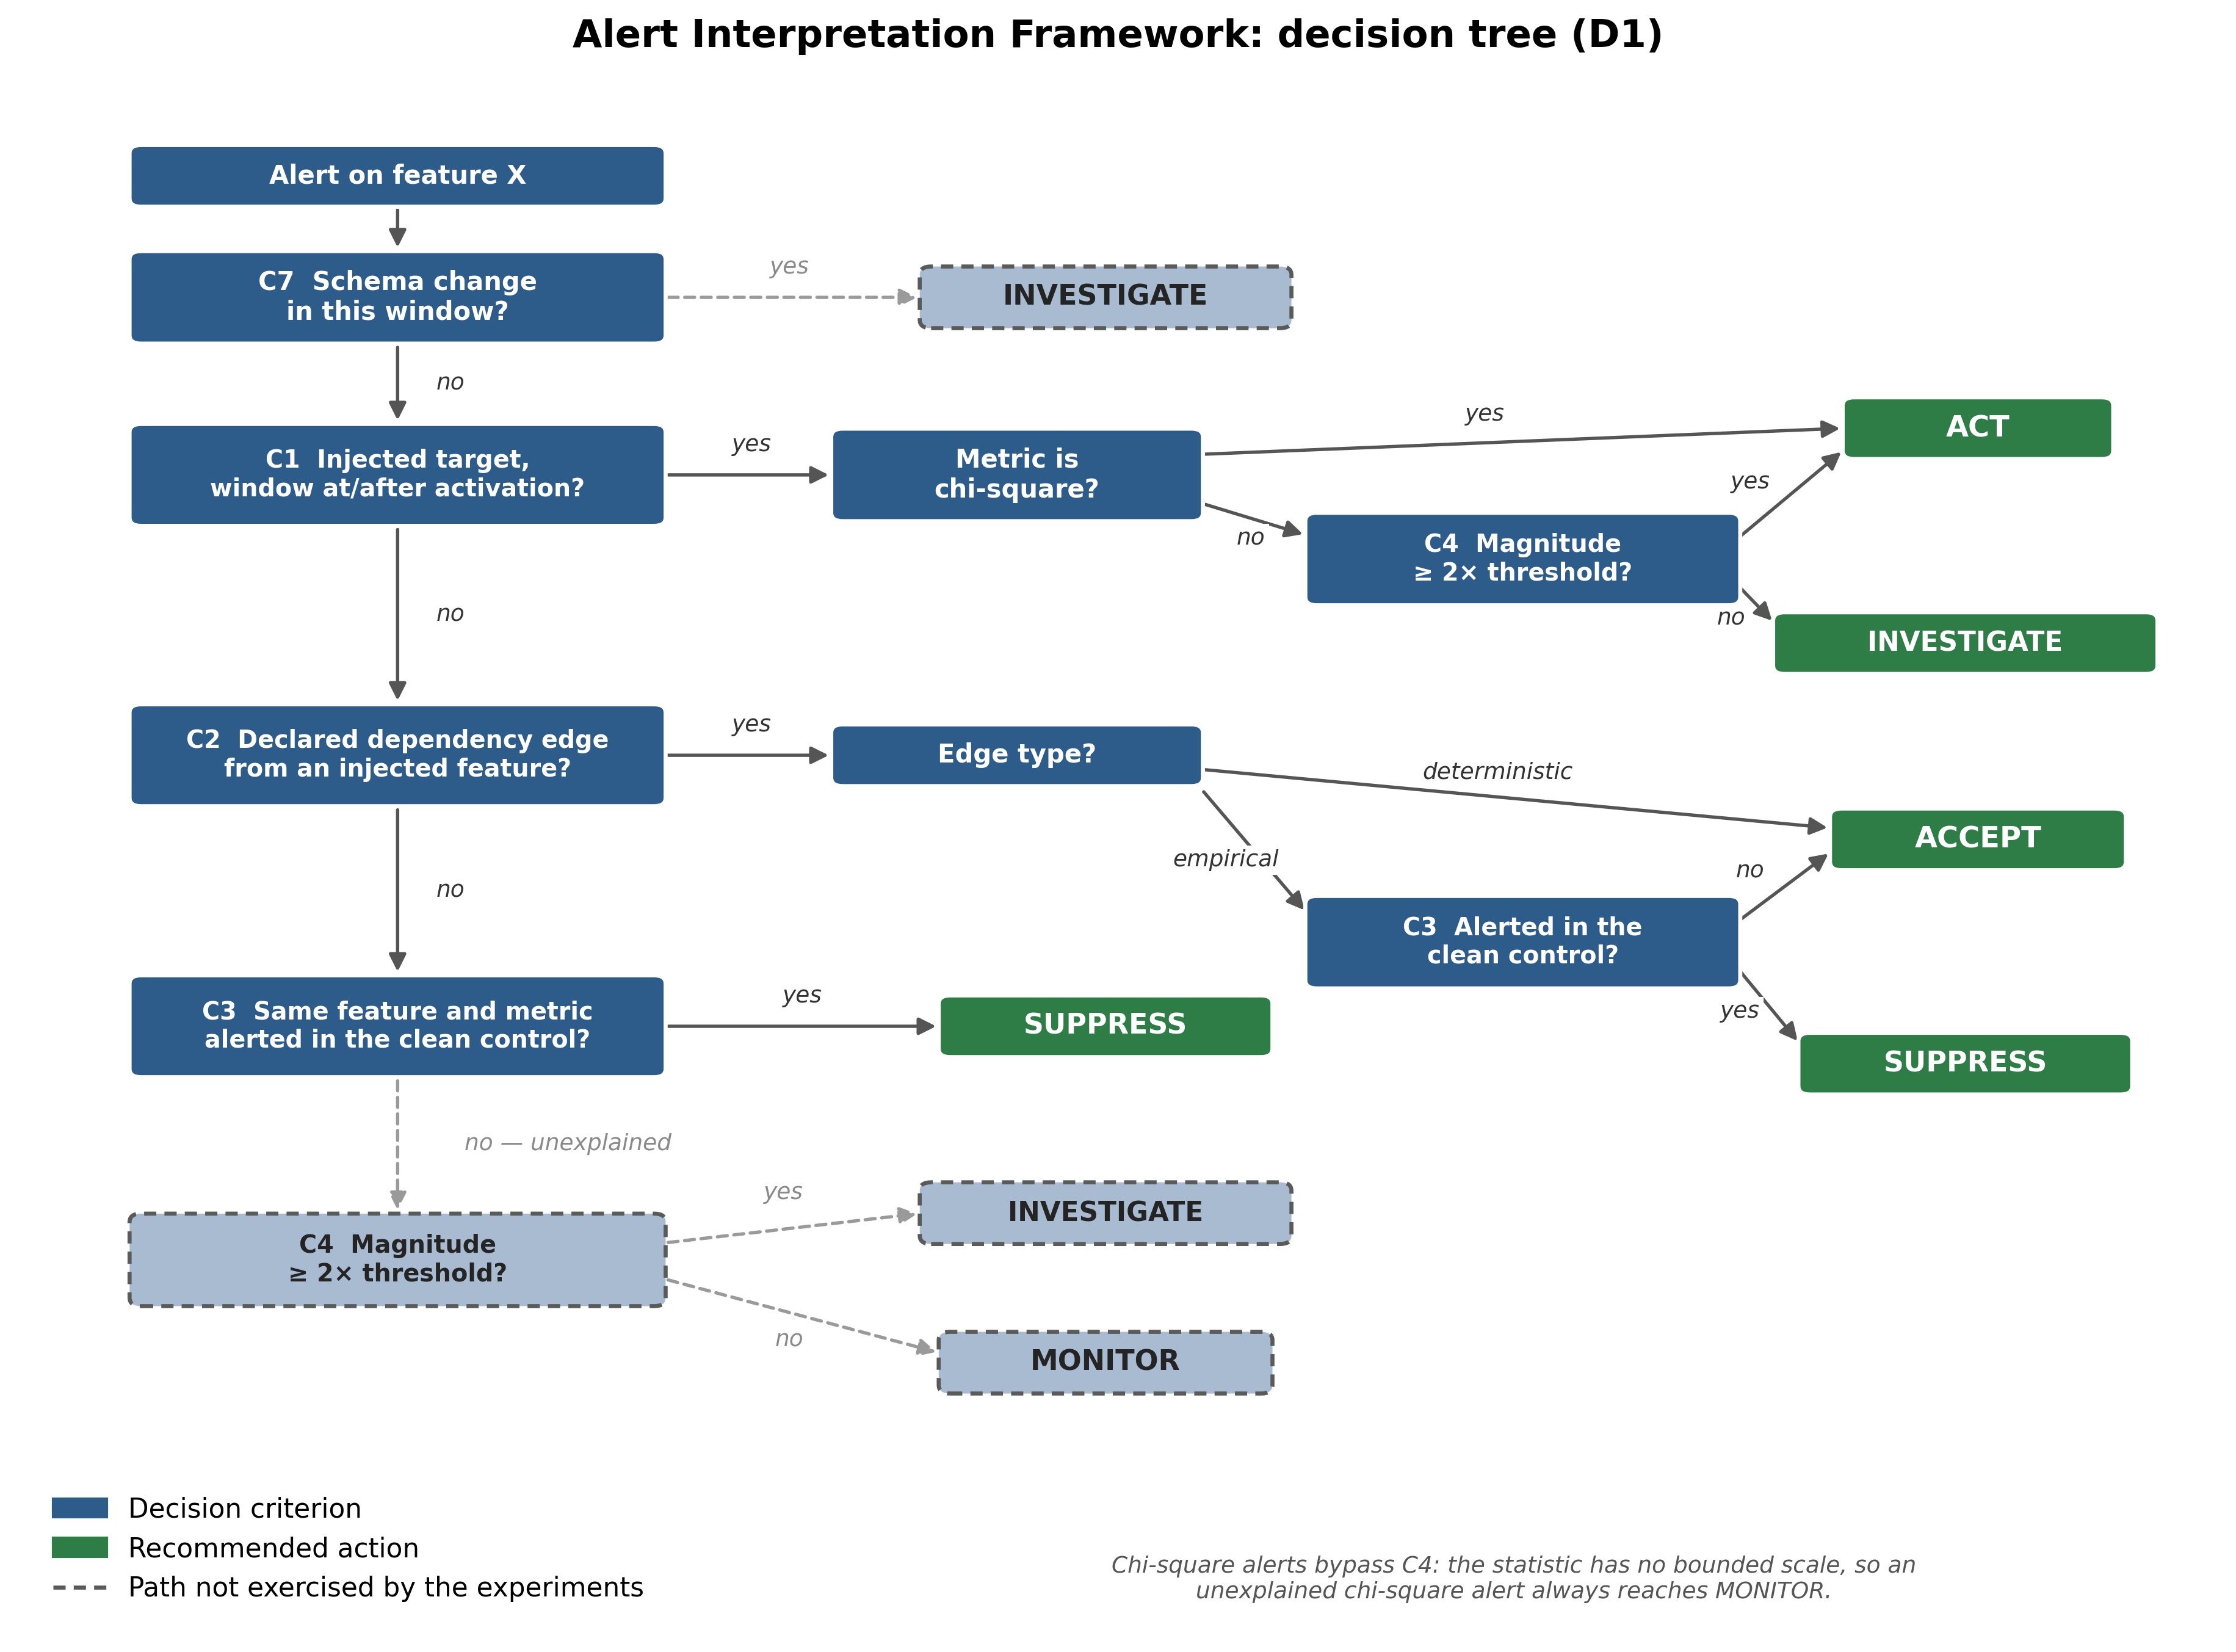 Alert Interpretation Framework: decision tree (D1)
Alert on feature X
C7 Schema change
in this window?
yes
INVESTIGATE
no
C1 Injected target,
window at/after activation?
yes
Metric is
chi-square?
yes
ACT
no
C4 Magnitude
≥ 2× threshold?
yes
no
INVESTIGATE
no
C2 Declared dependency edge
from an injected feature?
yes
Edge type?
deterministic
ACCEPT
empirical
C3 Alerted in the
clean control?
no
yes
SUPPRESS
no
C3 Same feature and metric
alerted in the clean control?
yes
SUPPRESS
no — unexplained
C4 Magnitude
≥ 2× threshold?
yes
INVESTIGATE
no
MONITOR
Decision criterion
Recommended action
Path not exercised by the experiments
Chi-square alerts bypass C4: the statistic has no bounded scale, so an
unexplained chi-square alert always reaches MONITOR.